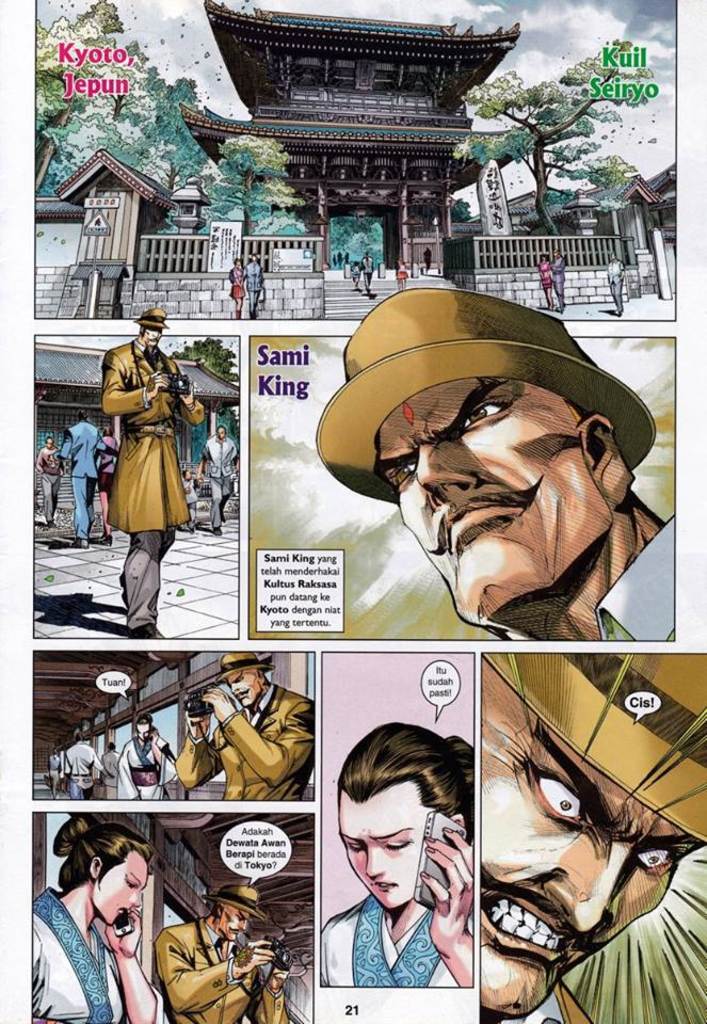 Kyoto,
Jepun
Kuil
Seiryo
Sami
King
Sami King yang
telah menderhakai
Kultus Raksasa
pun datang ke
Kyoto dengan niat
yang tertentu.
Tuan!
Adakah
Dewata Awan
Berapi berada
di Tokyo?
Itu
sudah
pasti!
Cis!
21